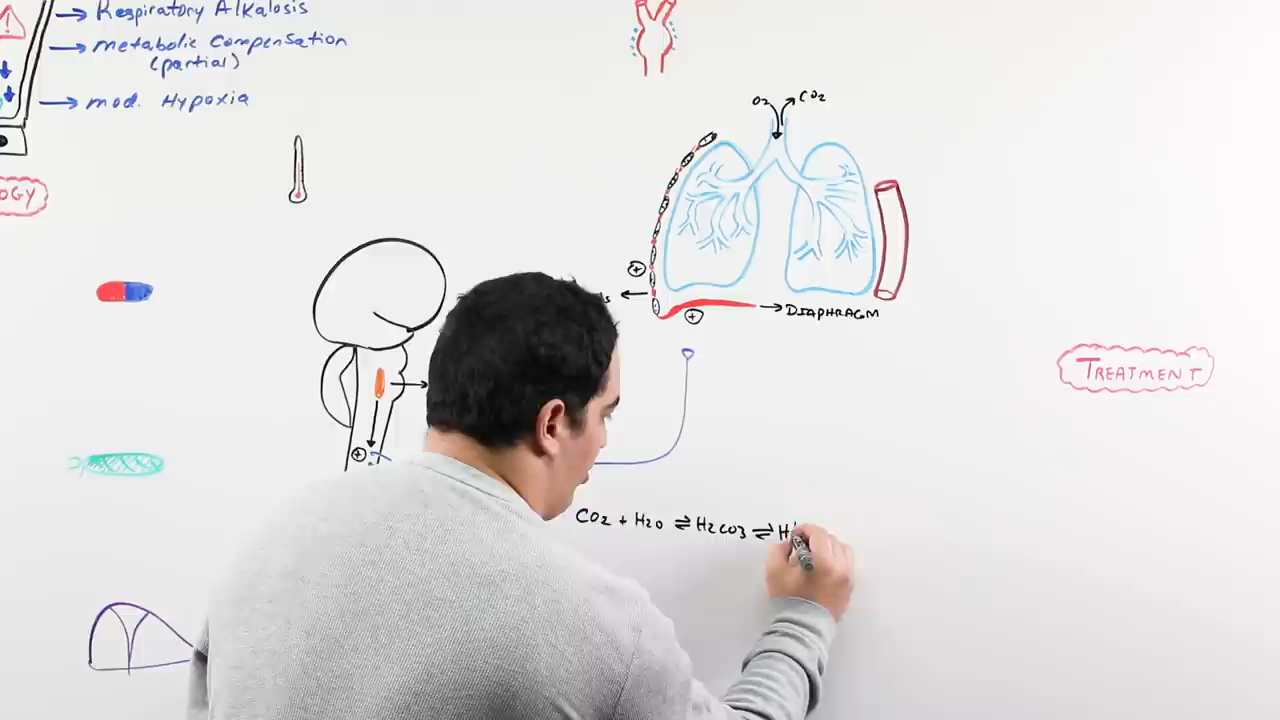 → Respiratory Alkalosis
→ metabolic Compensation
(partial)
→ mod. Hypoxia
OGY
O2 CO2
+
+
→ DIAPHRAGM
TREATMENT
+
CO2 + H2O ⇌ H2CO3 ⇌ H